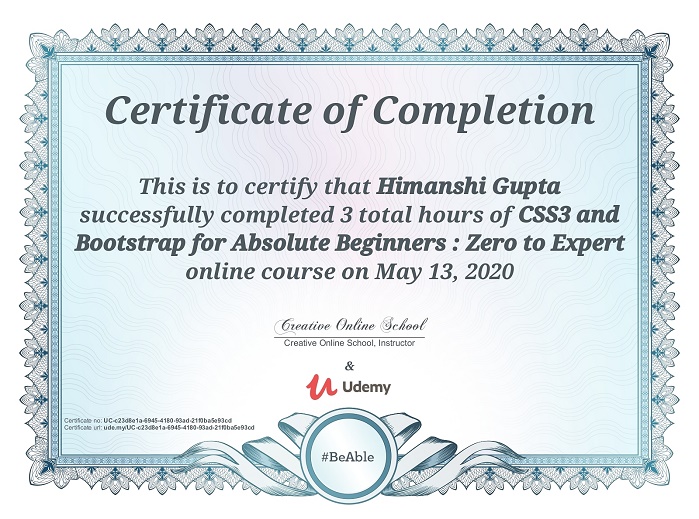 Certificate of Completion
This is to certify that Himanshi Gupta
successfully completed 3 total hours of CSS3 and
Bootstrap for Absolute Beginners : Zero to Expert
online course on May 13, 2020
Creative Online School
Creative Online School, Instructor
&
Udemy
Certificate no: UC-c23d8e1a-6945-4180-93ad-21f0ba5e93cd
Certificate url: ude.my/UC-c23d8e1a-6945-4180-93ad-21f0ba5e93cd
#BeAble